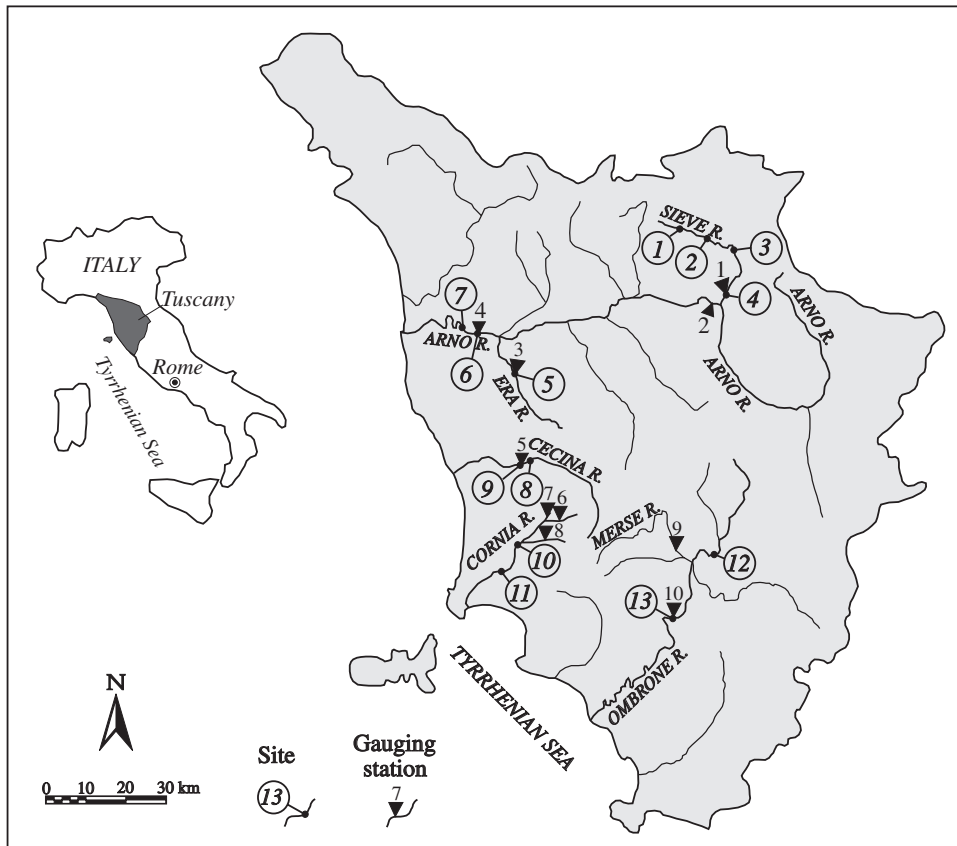 ITALY
Tuscany
Rome
Tyrrhenian Sea
SIEVE R.
1
2
3
1
4
2
ARNO R.
ARNO R.
7
4
ARNO R.
6
3
5
ERA R.
5
CECINA R.
9
8
7
6
8
CORNIA R.
10
11
MERSE R.
9
12
13
10
OMBRONE R.
TYRRHENIAN SEA
N
0 10 20 30 km
Site
13
Gauging
station
7